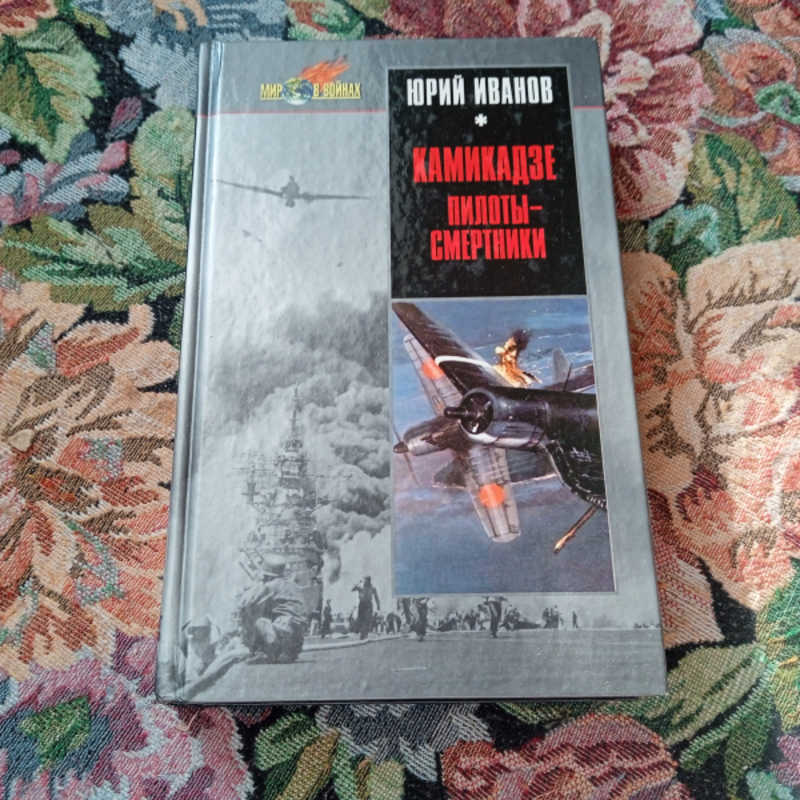 МИР В ВОЙНАХ
ЮРИЙ ИВАНОВ
*
КАМИКАДЗЕ
ПИЛОТЫ–
СМЕРТНИКИ